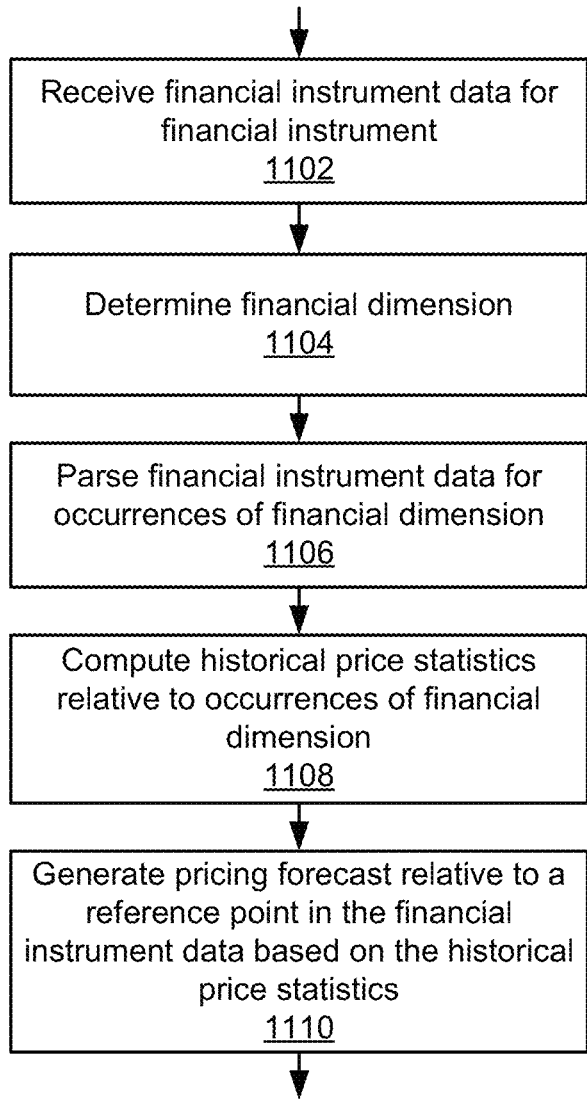 Receive financial instrument data for
financial instrument
1102
Determine financial dimension
1104
Parse financial instrument data for
occurrences of financial dimension
1106
Compute historical price statistics
relative to occurrences of financial
dimension
1108
Generate pricing forecast relative to a
reference point in the financial
instrument data based on the historical
price statistics
1110